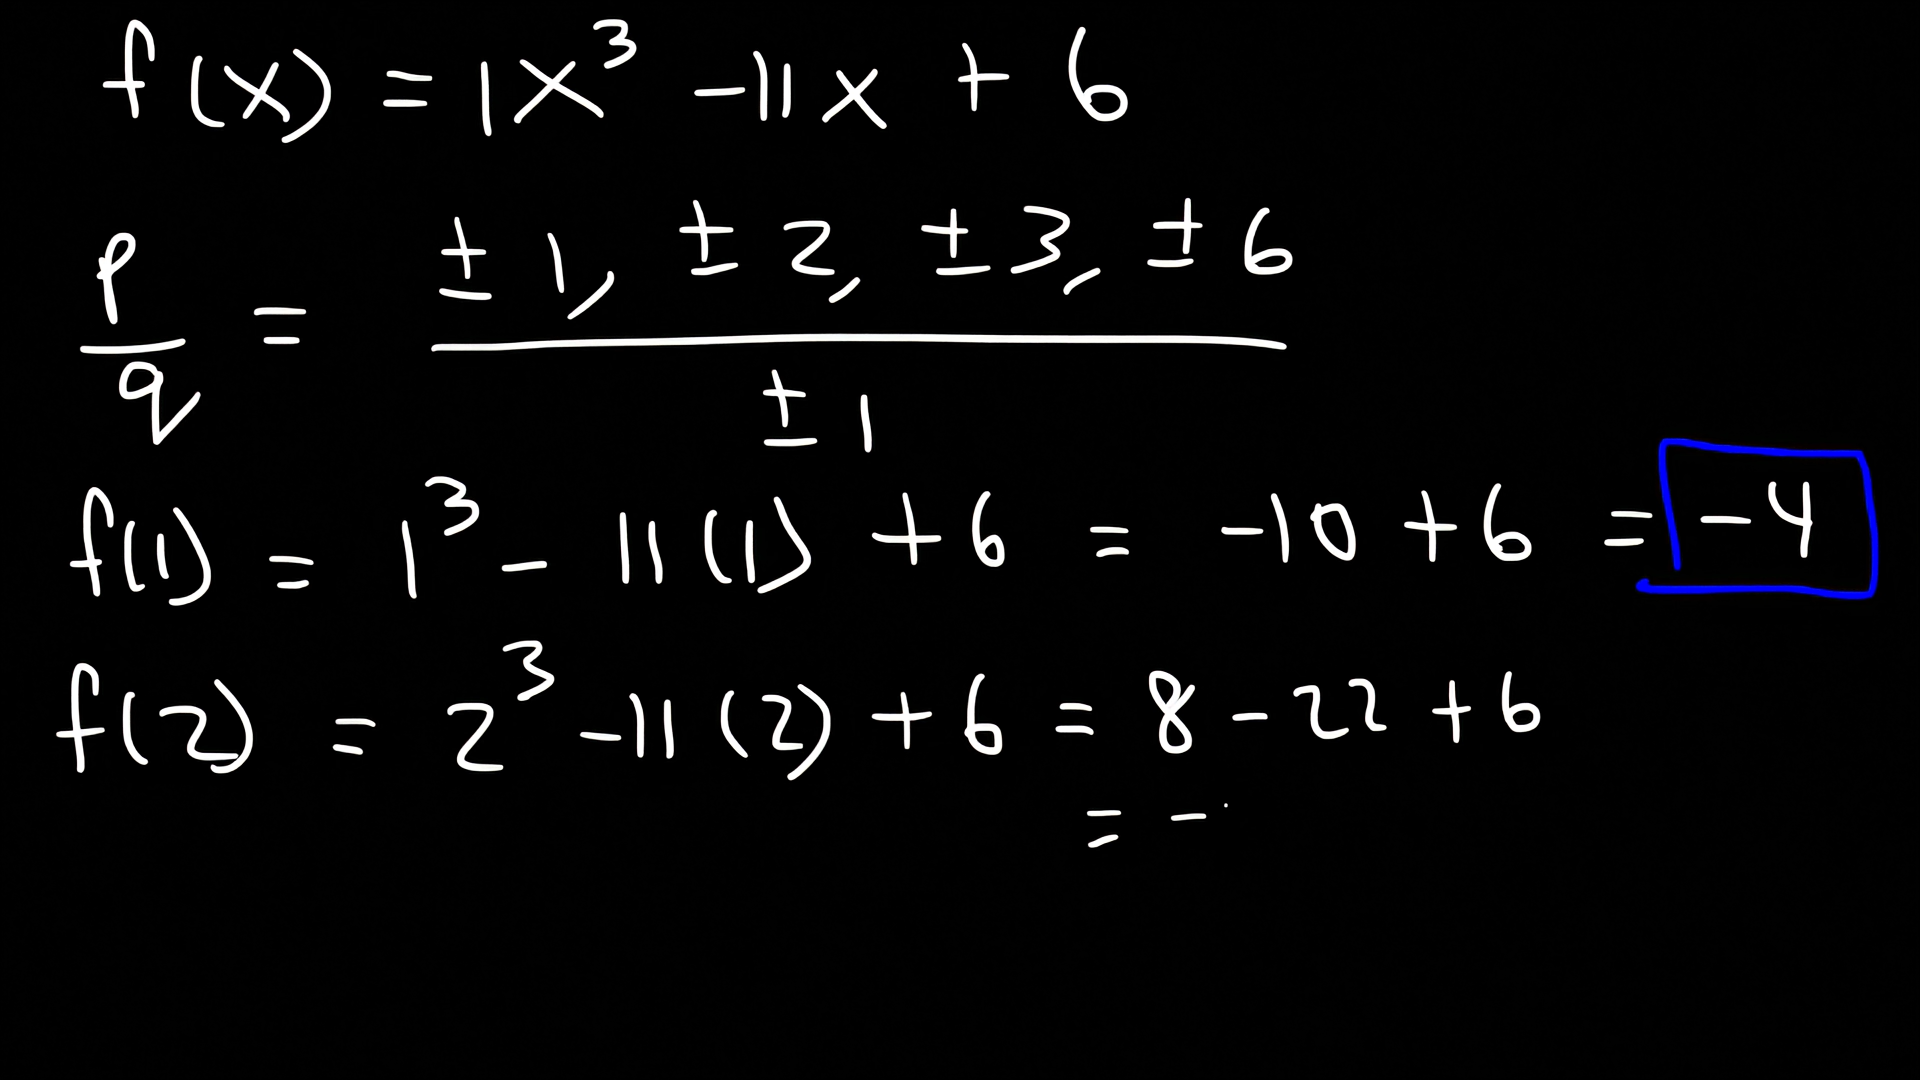 f(x) = 1x³ - 11x + 6
p/q = ± 1, ± 2, ± 3, ± 6 / ± 1
f(1) = 1³ - 11(1) + 6 = -10 + 6 = -4
f(2) = 2³ - 11(2) + 6 = 8 - 22 + 6
= -